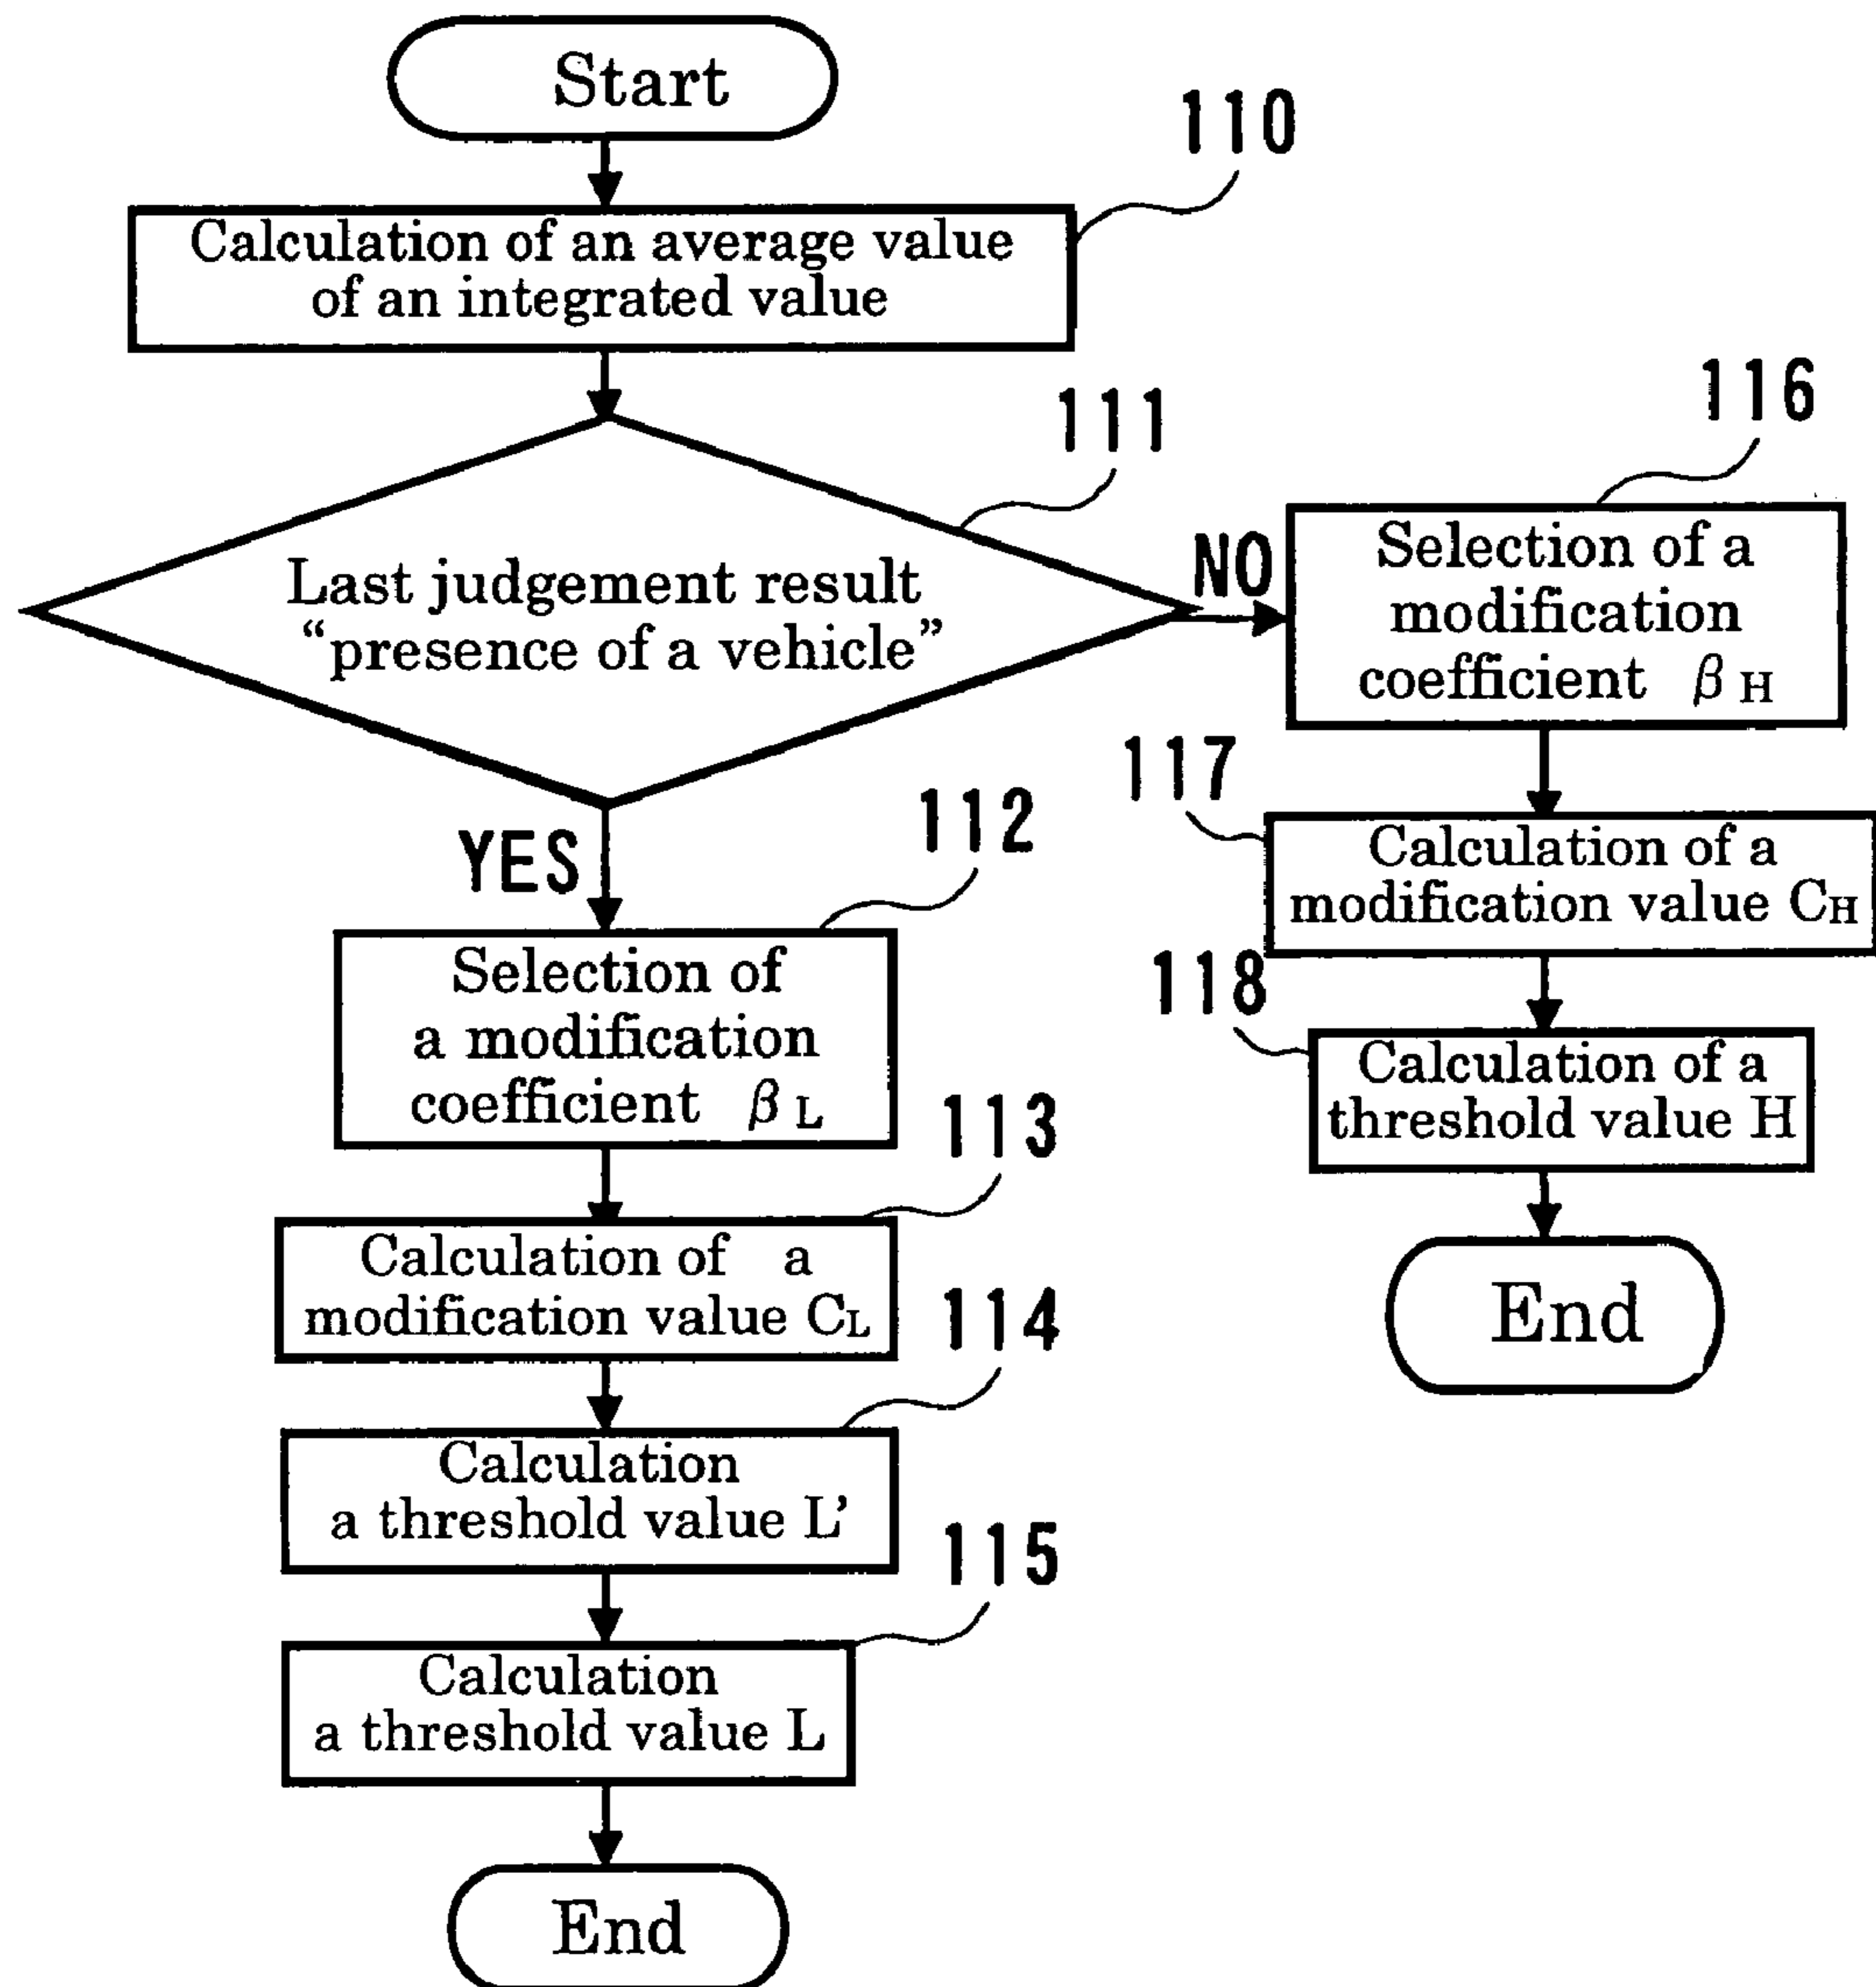 Start
110
Calculation of an average value
of an integrated value
111
Last judgement result
“presence of a vehicle”
NO
YES
112
Selection of
a modification
coefficient β L
113
Calculation of a
modification value CL
114
Calculation
a threshold value L’
115
Calculation
a threshold value L
End
116
Selection of a
modification
coefficient β H
117
Calculation of a
modification value CH
118
Calculation of a
threshold value H
End